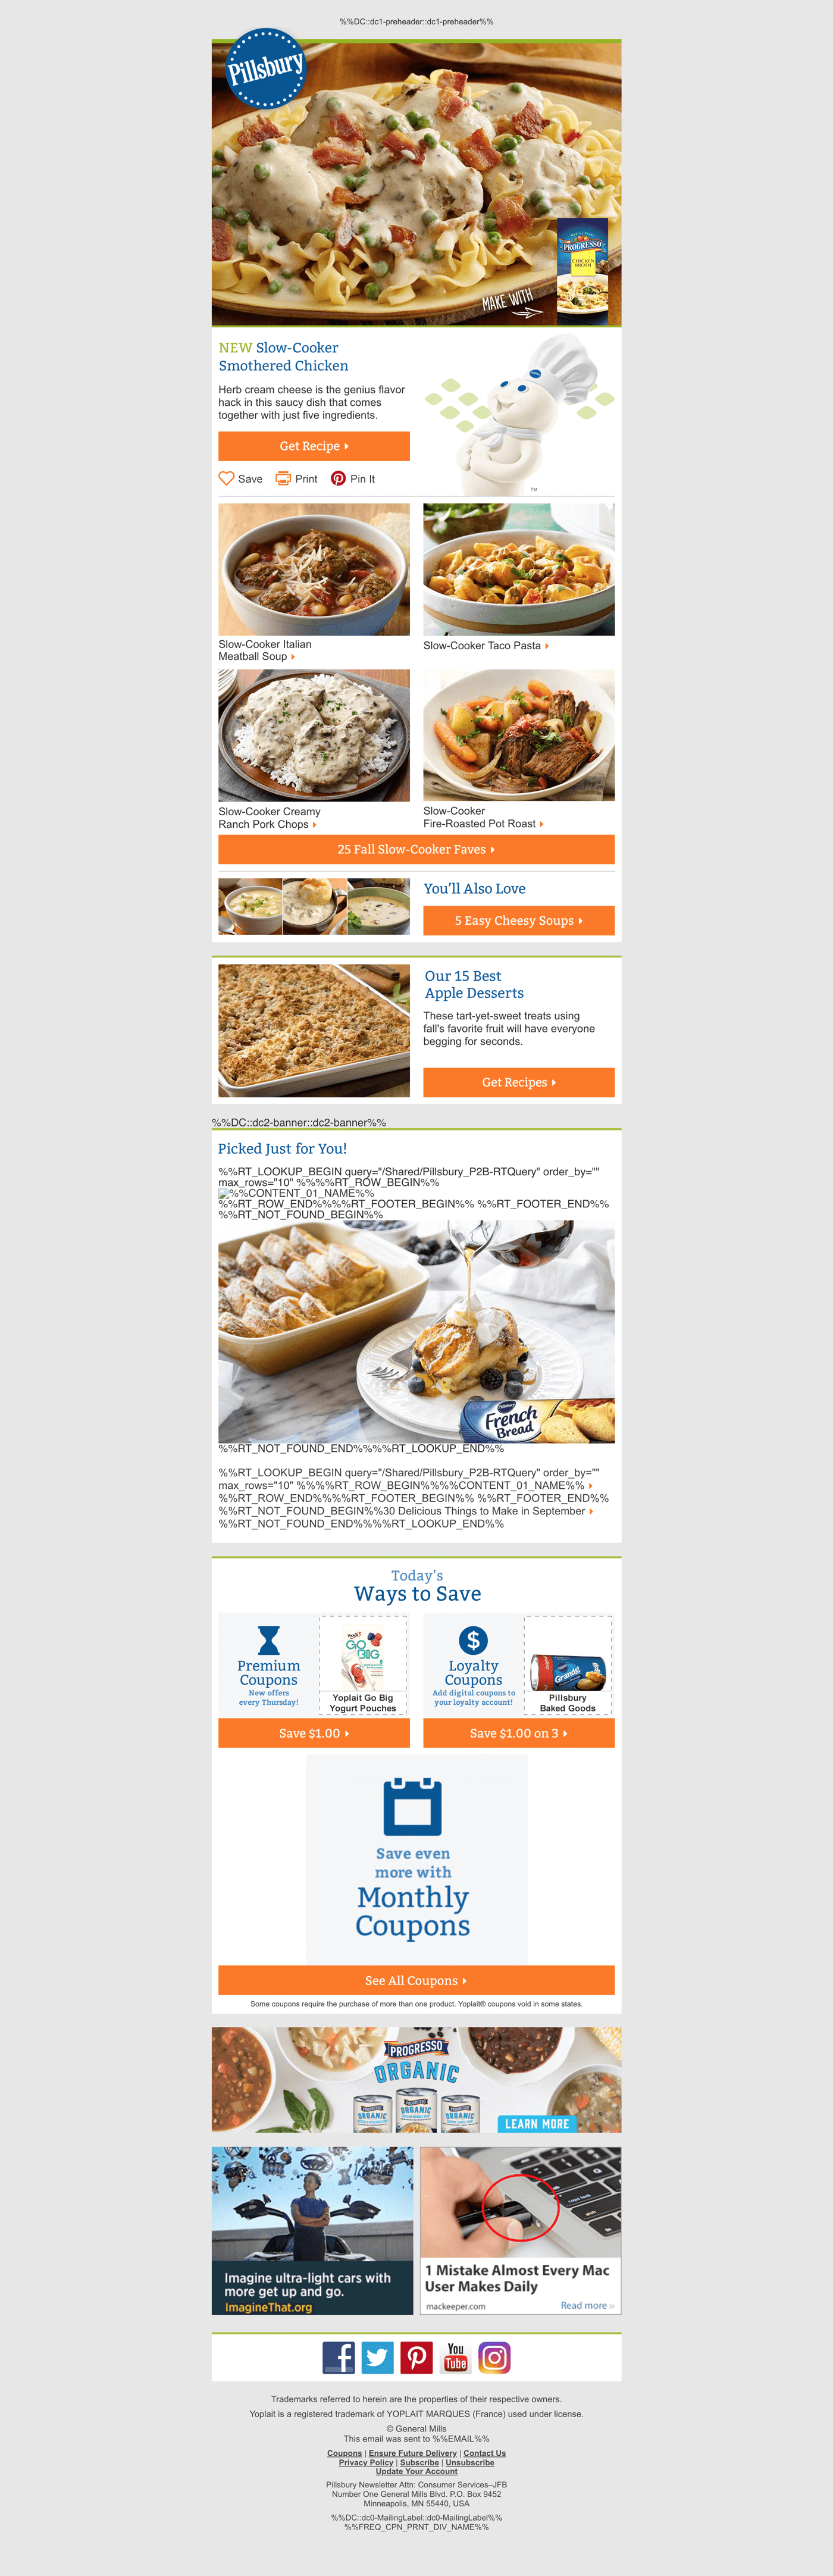 %%DC::dc1-preheader::dc1-preheader%%
Pillsbury
PROGRESSO
CHICKEN
BROTH
MAKE WITH
NEW Slow-Cooker
Smothered Chicken
Herb cream cheese is the genius flavor
hack in this saucy dish that comes
together with just five ingredients.
Get Recipe
Save Print Pin It
TM
Slow-Cooker Italian
Meatball Soup
Slow-Cooker Taco Pasta
Slow-Cooker Creamy
Ranch Pork Chops
Slow-Cooker
Fire-Roasted Pot Roast
25 Fall Slow-Cooker Faves
You'll Also Love
5 Easy Cheesy Soups
Our 15 Best
Apple Desserts
These tart-yet-sweet treats using
fall's favorite fruit will have everyone
begging for seconds.
Get Recipes
%%DC::dc2-banner::dc2-banner%%
Picked Just for You!
%%RT_LOOKUP_BEGIN query="/Shared/Pillsbury_P2B-RTQuery" order_by=""
max_rows="10" %%%%RT_ROW_BEGIN%%
%%CONTENT_01_NAME%%
%%RT_ROW_END%%%%RT_FOOTER_BEGIN%% %%RT_FOOTER_END%%
%%RT_NOT_FOUND_BEGIN%%
Pillsbury
French
Bread
%%RT_NOT_FOUND_END%%%%RT_LOOKUP_END%%
%%RT_LOOKUP_BEGIN query="/Shared/Pillsbury_P2B-RTQuery" order_by=""
max_rows="10" %%%%RT_ROW_BEGIN%%%%CONTENT_01_NAME%%
%%RT_ROW_END%%%%RT_FOOTER_BEGIN%% %%RT_FOOTER_END%%
%%RT_NOT_FOUND_BEGIN%%30 Delicious Things to Make in September
%%RT_NOT_FOUND_END%%%%RT_LOOKUP_END%%
Today's
Ways to Save
Premium
Coupons
New offers
every Thursday!
GO
BIG
Yoplait Go Big
Yogurt Pouches
Save $1.00
$
Loyalty
Coupons
Add digital coupons to
your loyalty account!
Grands!
Pillsbury
Baked Goods
Save $1.00 on 3
Save even
more with
Monthly
Coupons
See All Coupons
Some coupons require the purchase of more than one product. Yoplait® coupons void in some states.
PROGRESSO
ORGANIC
ORGANIC
ORGANIC
ORGANIC
LEARN MORE
Imagine ultra-light cars with
more get up and go.
ImagineThat.org
caps lock
1 Mistake Almost Every Mac
User Makes Daily
mackeeper.com Read more »
You
Tube
Trademarks referred to herein are the properties of their respective owners.
Yoplait is a registered trademark of YOPLAIT MARQUES (France) used under license.
© General Mills
This email was sent to %%EMAIL%%
Coupons | Ensure Future Delivery | Contact Us
Privacy Policy | Subscribe | Unsubscribe
Update Your Account
Pillsbury Newsletter Attn: Consumer Services–JFB
Number One General Mills Blvd. P.O. Box 9452
Minneapolis, MN 55440, USA
%%DC::dc0-MailingLabel::dc0-MailingLabel%%
%%FREQ_CPN_PRNT_DIV_NAME%%